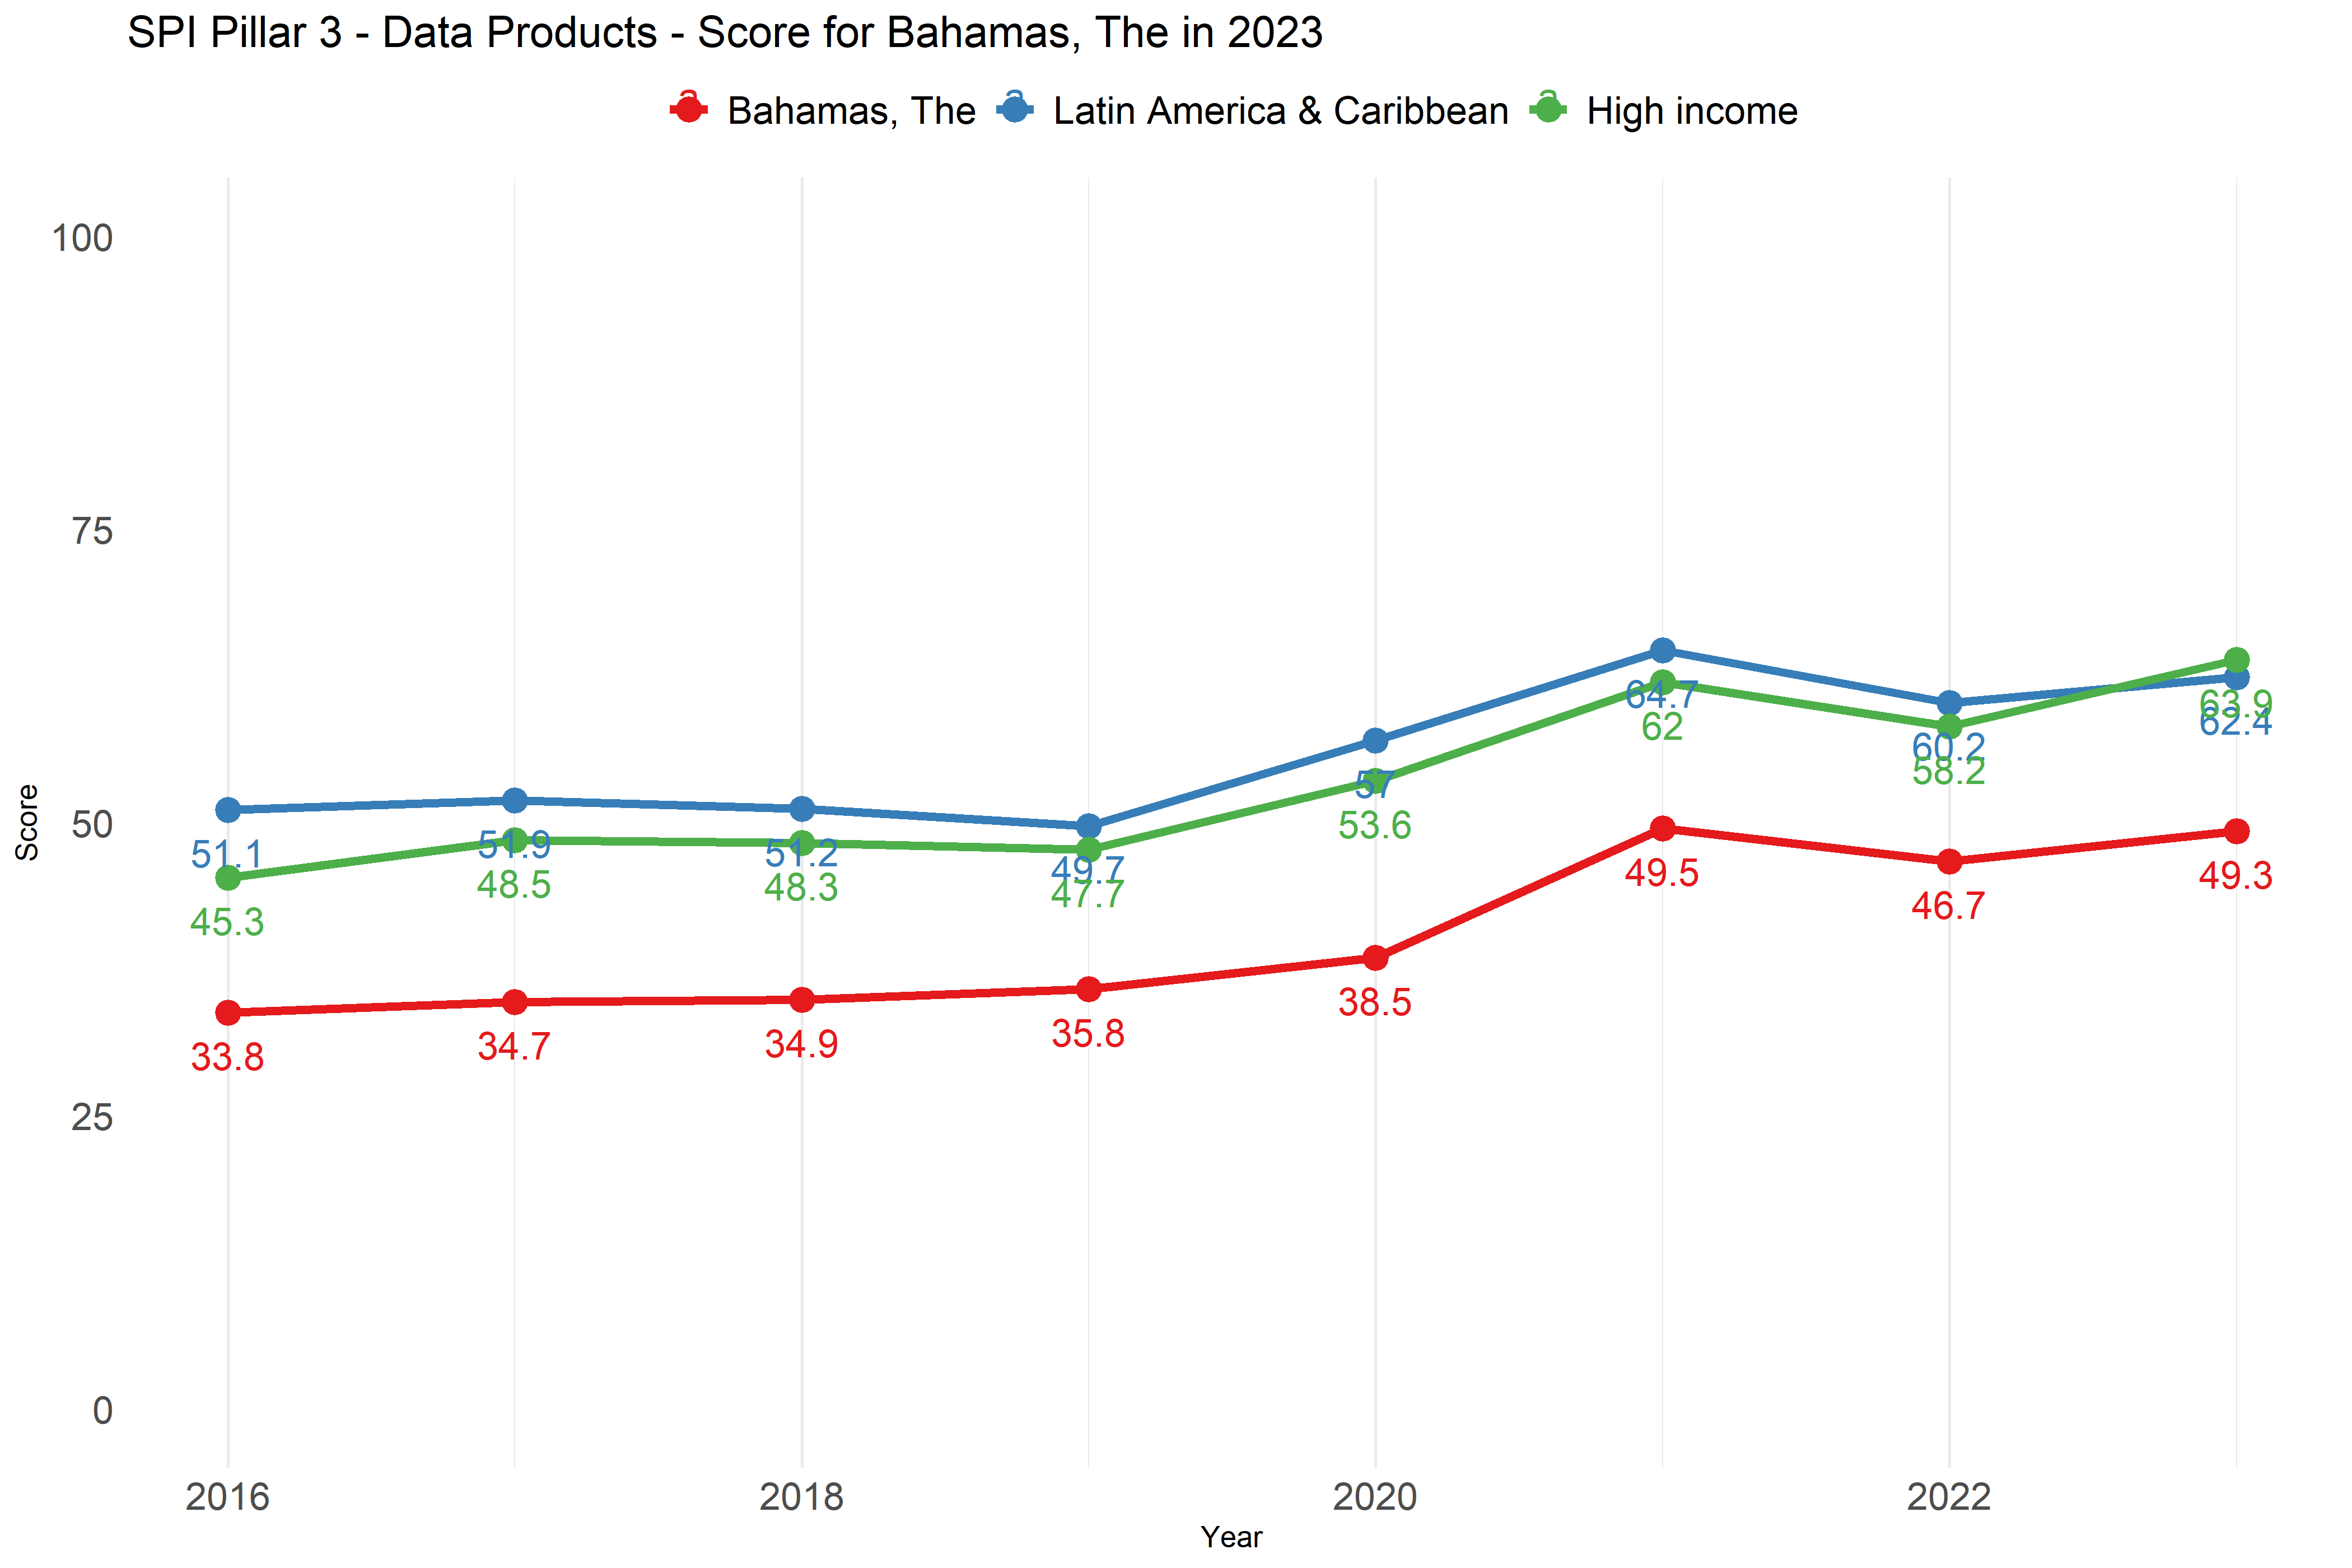 SPI Pillar 3 - Data Products - Score for Bahamas, The in 2023
Bahamas, The Latin America & Caribbean High income
100
75
50
25
0
Score
51.1 51.9 51.2 49.7 57 64.7 60.2 62.4
45.3 48.5 48.3 47.7 53.6 62 58.2 63.9
33.8 34.7 34.9 35.8 38.5 49.5 46.7 49.3
2016 2018 2020 2022
Year